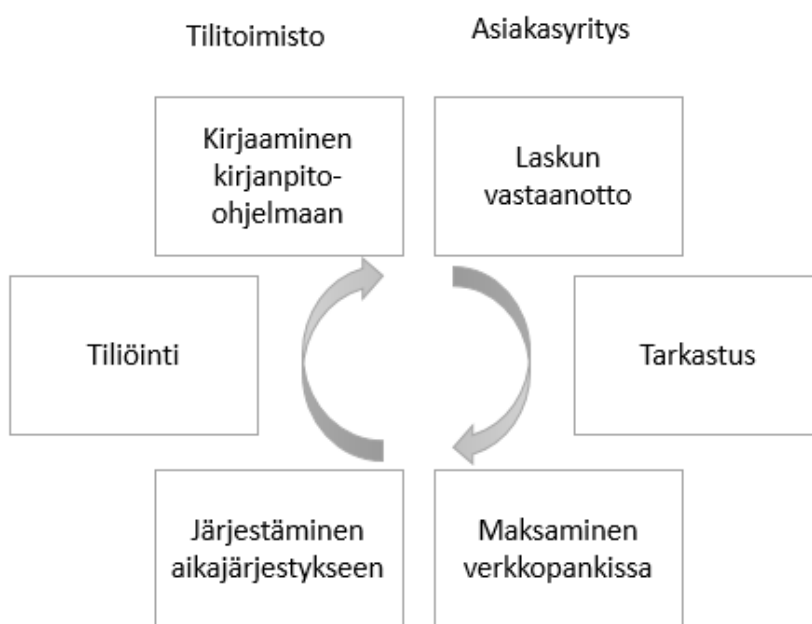 Tilitoimisto
Asiakasyritys
Kirjaaminen
kirjanpito-
ohjelmaan
Laskun
vastaanotto
Tiliöinti
Tarkastus
Järjestäminen
aikajärjestykseen
Maksaminen
verkkopankissa